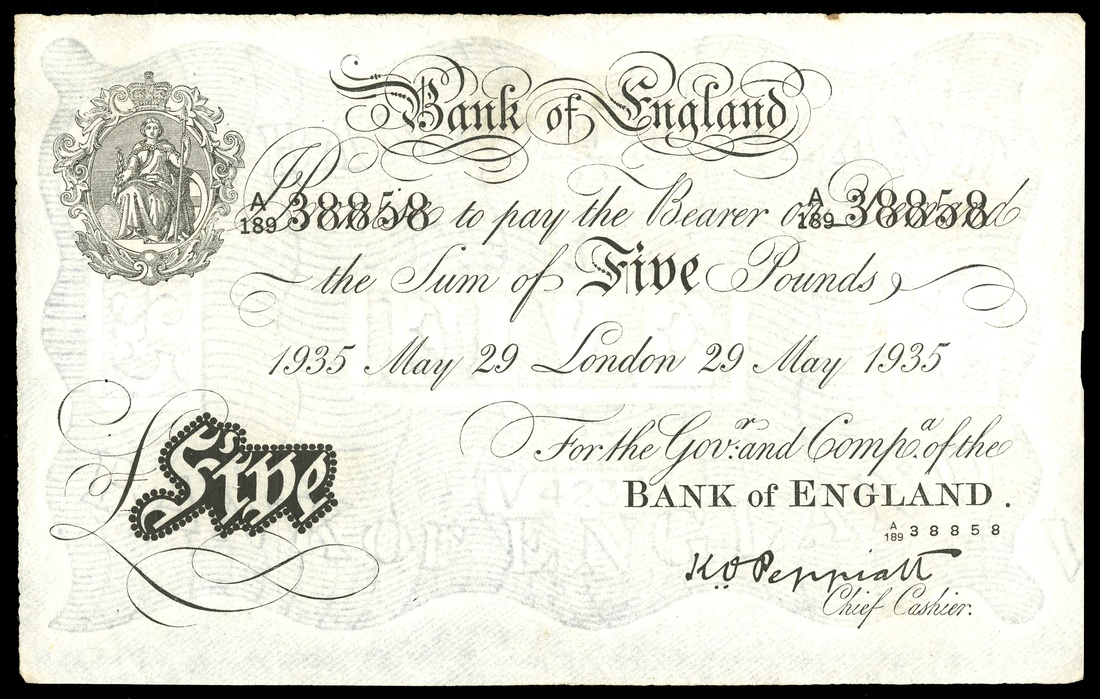 Bank of England
A/189 38858 to pay the Bearer on Demand A/189 38858
the Sum of Five Pounds
1935 May 29 London 29 May 1935
For the Govr. and Compa. of the
BANK of ENGLAND.
A/189 38858
£Five
K.O. Peppiatt
Chief Cashier.